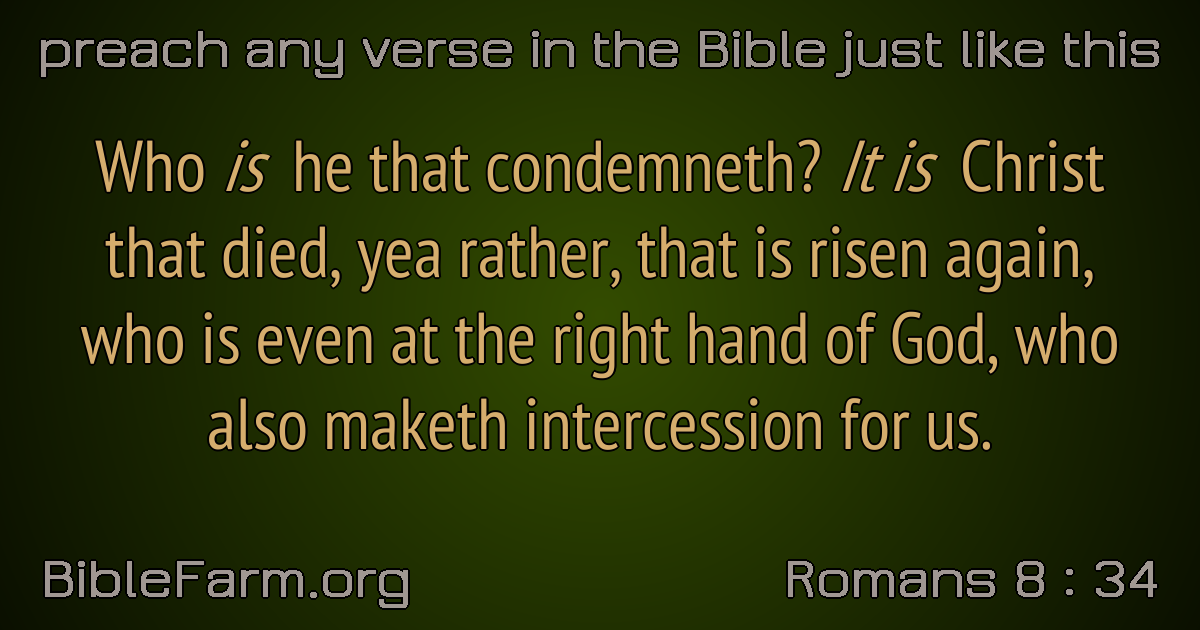 preach any verse in the Bible just like this
Who is he that condemneth? It is Christ
that died, yea rather, that is risen again,
who is even at the right hand of God, who
also maketh intercession for us.
BibleFarm.org
Romans 8 : 34